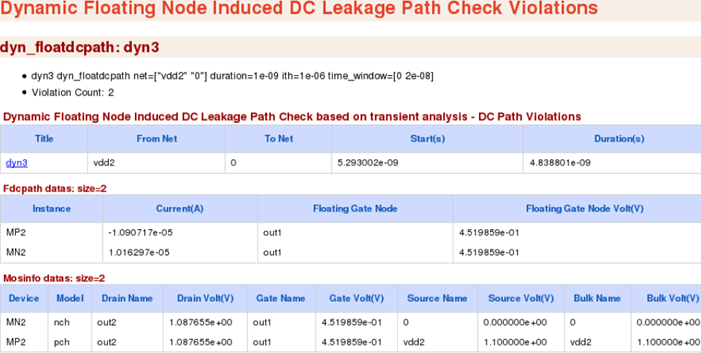 Dynamic Floating Node Induced DC Leakage Path Check Violations
dyn_floatdcpath: dyn3
dyn3 dyn_floatdcpath net=["vdd2" "0"] duration=1e-09 ith=1e-06 time_window=[0 2e-08]
Violation Count: 2
Dynamic Floating Node Induced DC Leakage Path Check based on transient analysis - DC Path Violations
Title From Net To Net Start(s) Duration(s)
dyn3 vdd2 0 5.293002e-09 4.838801e-09
Fdcpath datas: size=2
Instance Current(A) Floating Gate Node Floating Gate Node Volt(V)
MP2 -1.090717e-05 out1 4.519859e-01
MN2 1.016297e-05 out1 4.519859e-01
Mosinfo datas: size=2
Device Model Drain Name Drain Volt(V) Gate Name Gate Volt(V) Source Name Source Volt(V) Bulk Name Bulk Volt(V)
MN2 nch out2 1.087655e+00 out1 4.519859e-01 0 0.000000e+00 0 0.000000e+00
MP2 pch out2 1.087655e+00 out1 4.519859e-01 vdd2 1.100000e+00 vdd2 1.100000e+00